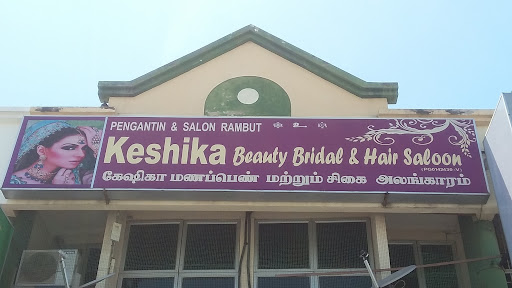 PENGANTIN & SALON RAMBUT
Keshika Beauty Bridal & Hair Saloon
கேஷிகா மணப்பெண் மற்றும் சிகை அலங்காரம்